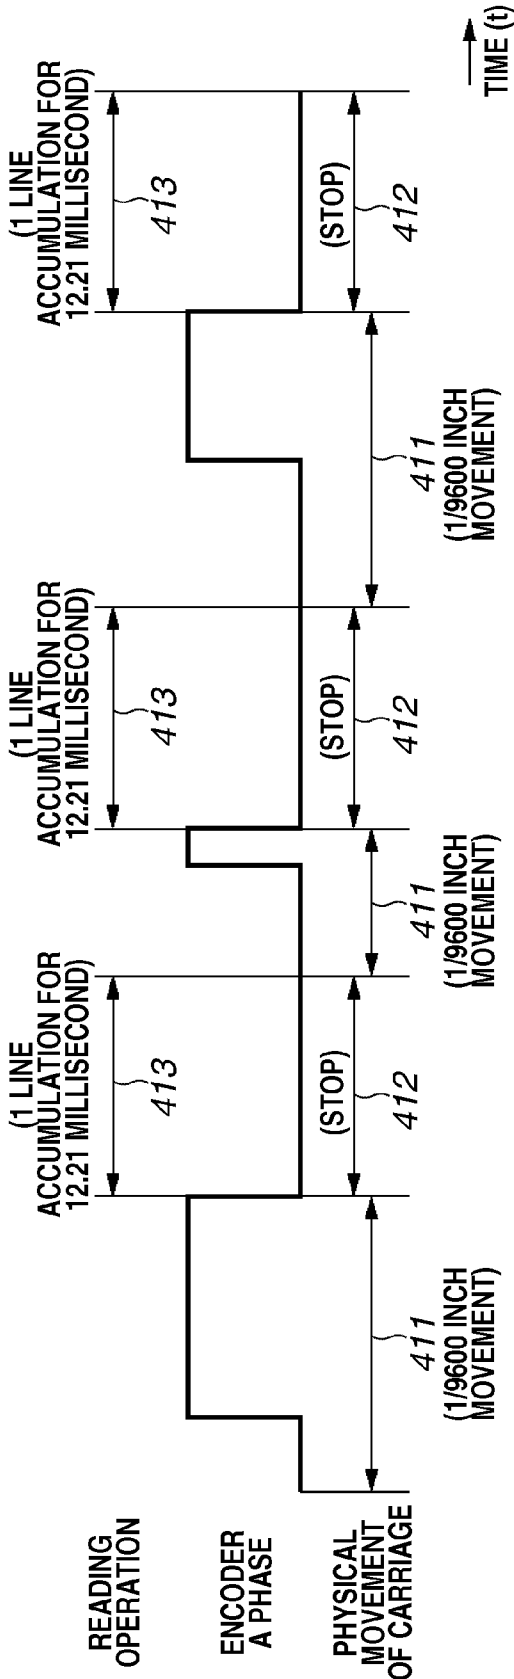 READING
OPERATION
(1 LINE
ACCUMULATION FOR
12.21 MILLISECOND)
413
(1 LINE
ACCUMULATION FOR
12.21 MILLISECOND)
413
(1 LINE
ACCUMULATION FOR
12.21 MILLISECOND)
413
ENCODER
A PHASE
PHYSICAL
MOVEMENT
OF CARRIAGE
411
(1/9600 INCH
MOVEMENT)
(STOP)
412
411
(1/9600 INCH
MOVEMENT)
(STOP)
412
411
(1/9600 INCH
MOVEMENT)
(STOP)
412
TIME (t)